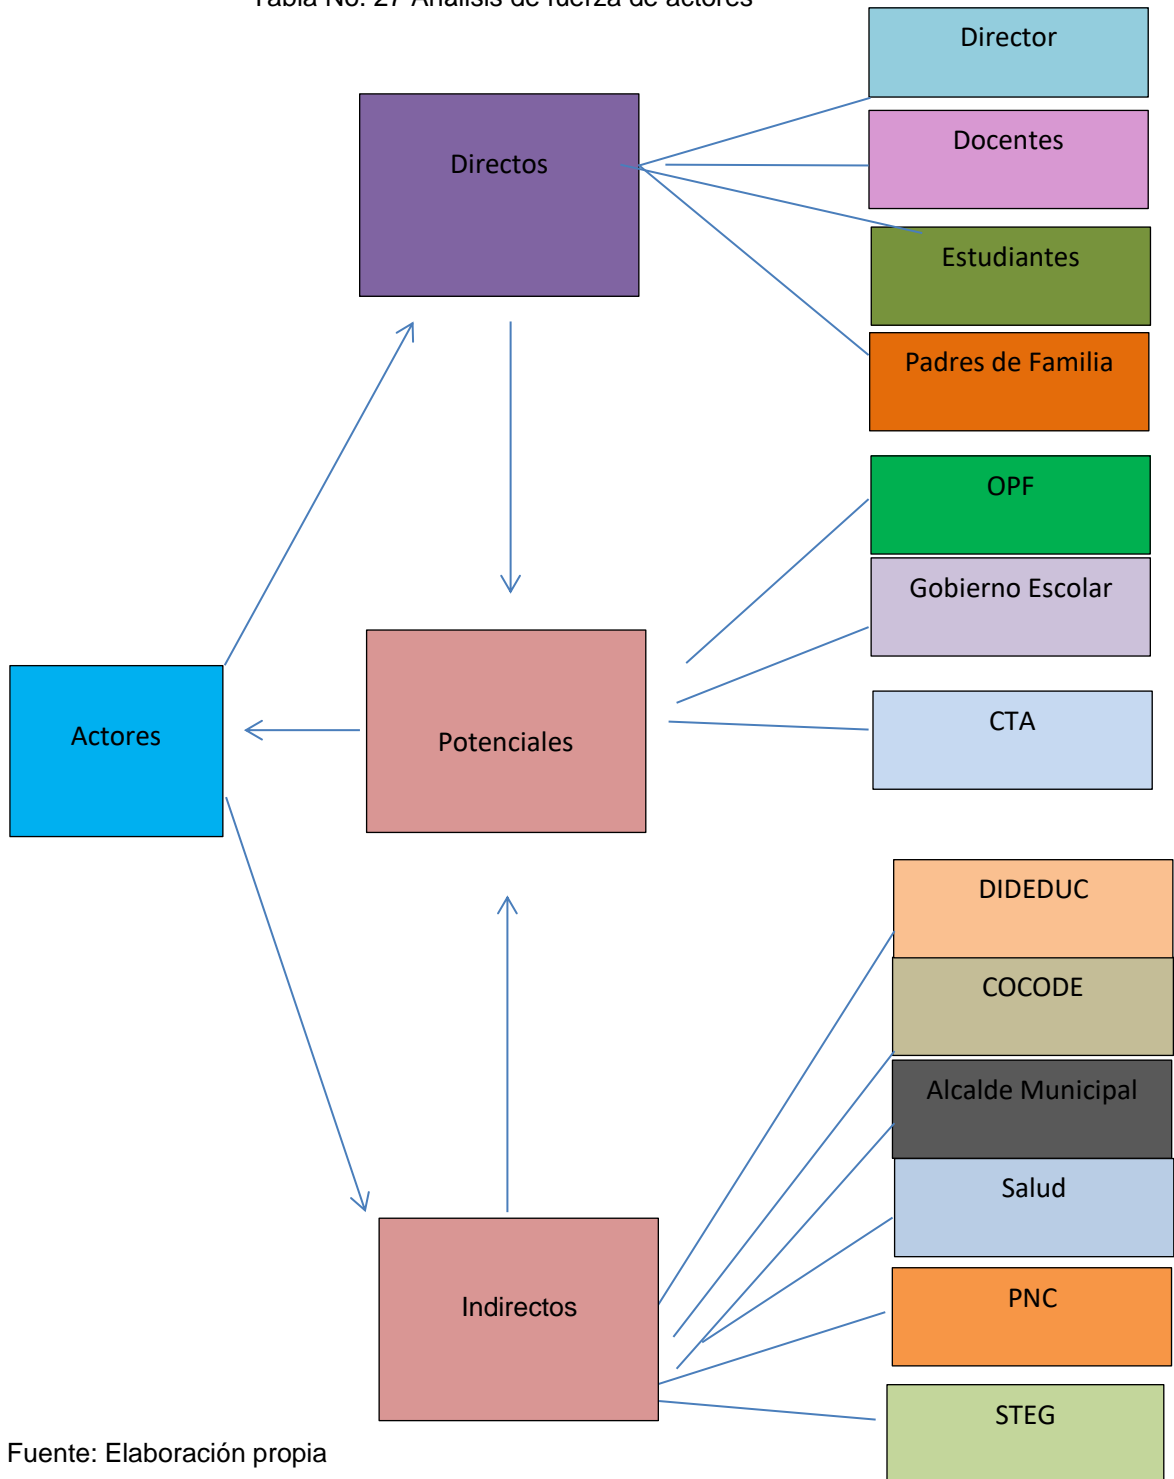 Tabla No. 27 Análisis de fuerza de actores
Director
Directos
Docentes
Estudiantes
Padres de Familia
OPF
Gobierno Escolar
Actores
Potenciales
CTA
DIDEDUC
COCODE
Alcalde Municipal
Salud
Indirectos
PNC
STEG
Fuente: Elaboración propia